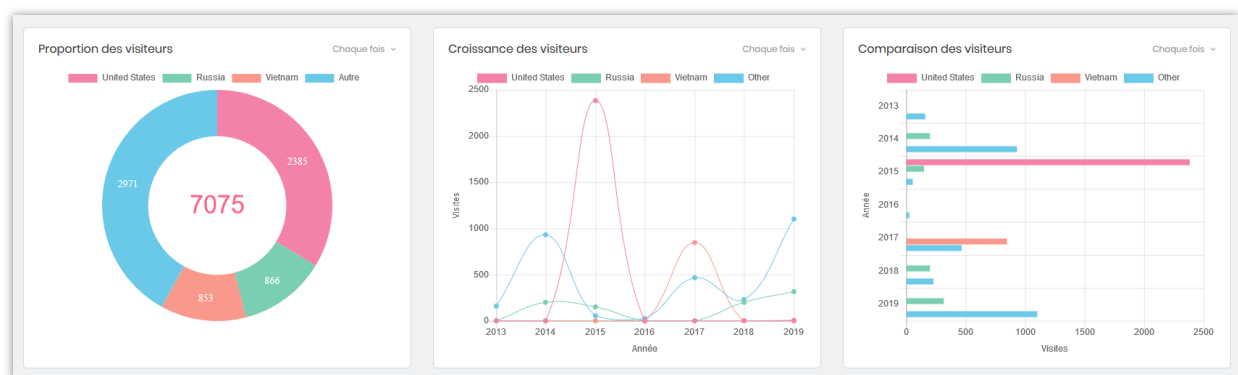 Proportion des visiteurs
Chaque fois
United States Russia Vietnam Autre
2385
2971
7075
866
853
Croissance des visiteurs
Chaque fois
United States Russia Vietnam Other
2500
2000
1500
1000
500
0
Visites
2013 2014 2015 2016 2017 2018 2019
Année
Comparaison des visiteurs
Chaque fois
United States Russia Vietnam Other
2013
2014
2015
2016
2017
2018
2019
Année
0 500 1000 1500 2000 2500
Visites